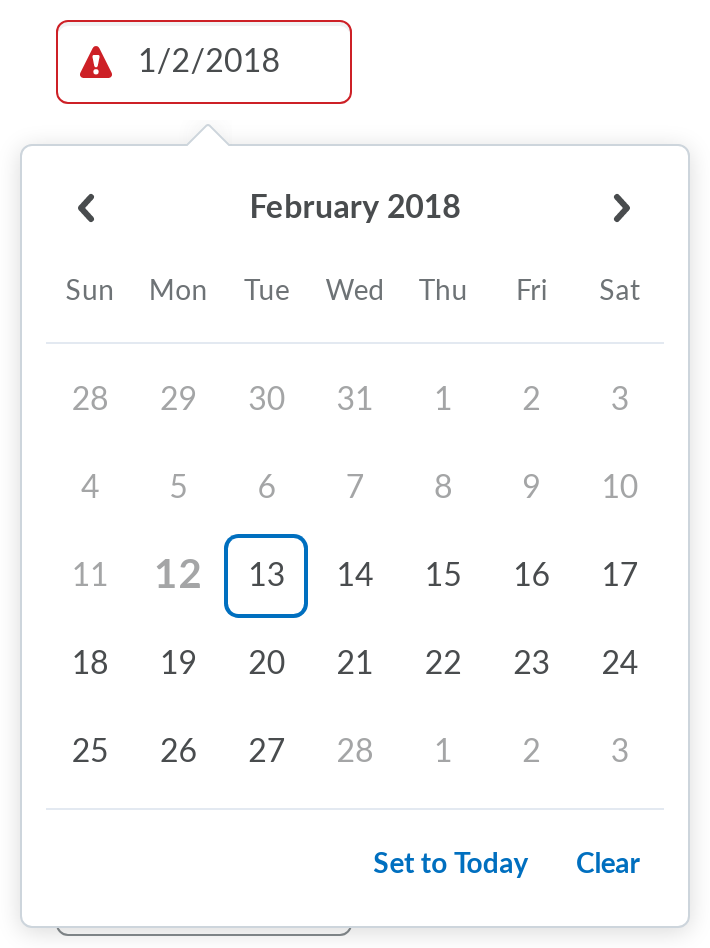 1/2/2018
February 2018
Sun Mon Tue Wed Thu Fri Sat
28 29 30 31 1 2 3
4 5 6 7 8 9 10
11 12 13 14 15 16 17
18 19 20 21 22 23 24
25 26 27 28 1 2 3
Set to Today Clear